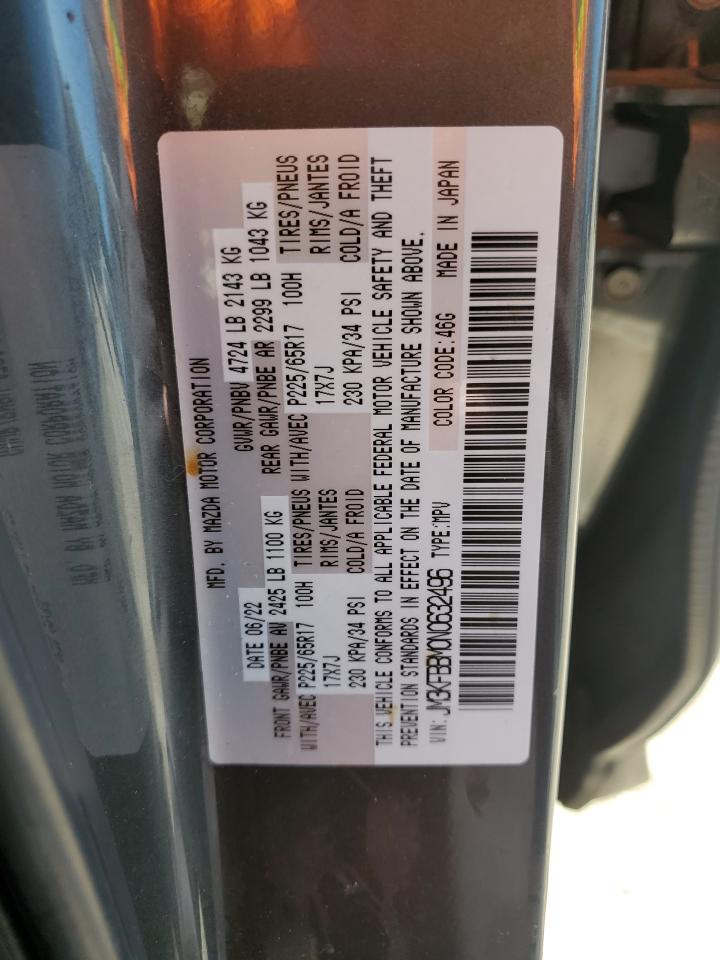 MFD. BY MAZDA MOTOR CORPORATION
DATE 06/22 GVWR/PNBV 4724 LB 2143 KG
FRONT GAWR/PNBE AV 2425 LB 1100 KG REAR GAWR/PNBE AR 2299 LB 1043 KG
WITH/AVEC P225/65R17 100H TIRES/PNEUS WITH/AVEC P225/65R17 100H TIRES/PNEUS
17X7J RIMS/JANTES 17X7J RIMS/JANTES
230 KPA/34 PSI COLD/A FROID 230 KPA/34 PSI COLD/A FROID
THIS VEHICLE CONFORMS TO ALL APPLICABLE FEDERAL MOTOR VEHICLE SAFETY AND THEFT
PREVENTION STANDARDS IN EFFECT ON THE DATE OF MANUFACTURE SHOWN ABOVE.
VIN: JM3KFBBM0N0632496 TYPE:MPV COLOR CODE:46G MADE IN JAPAN